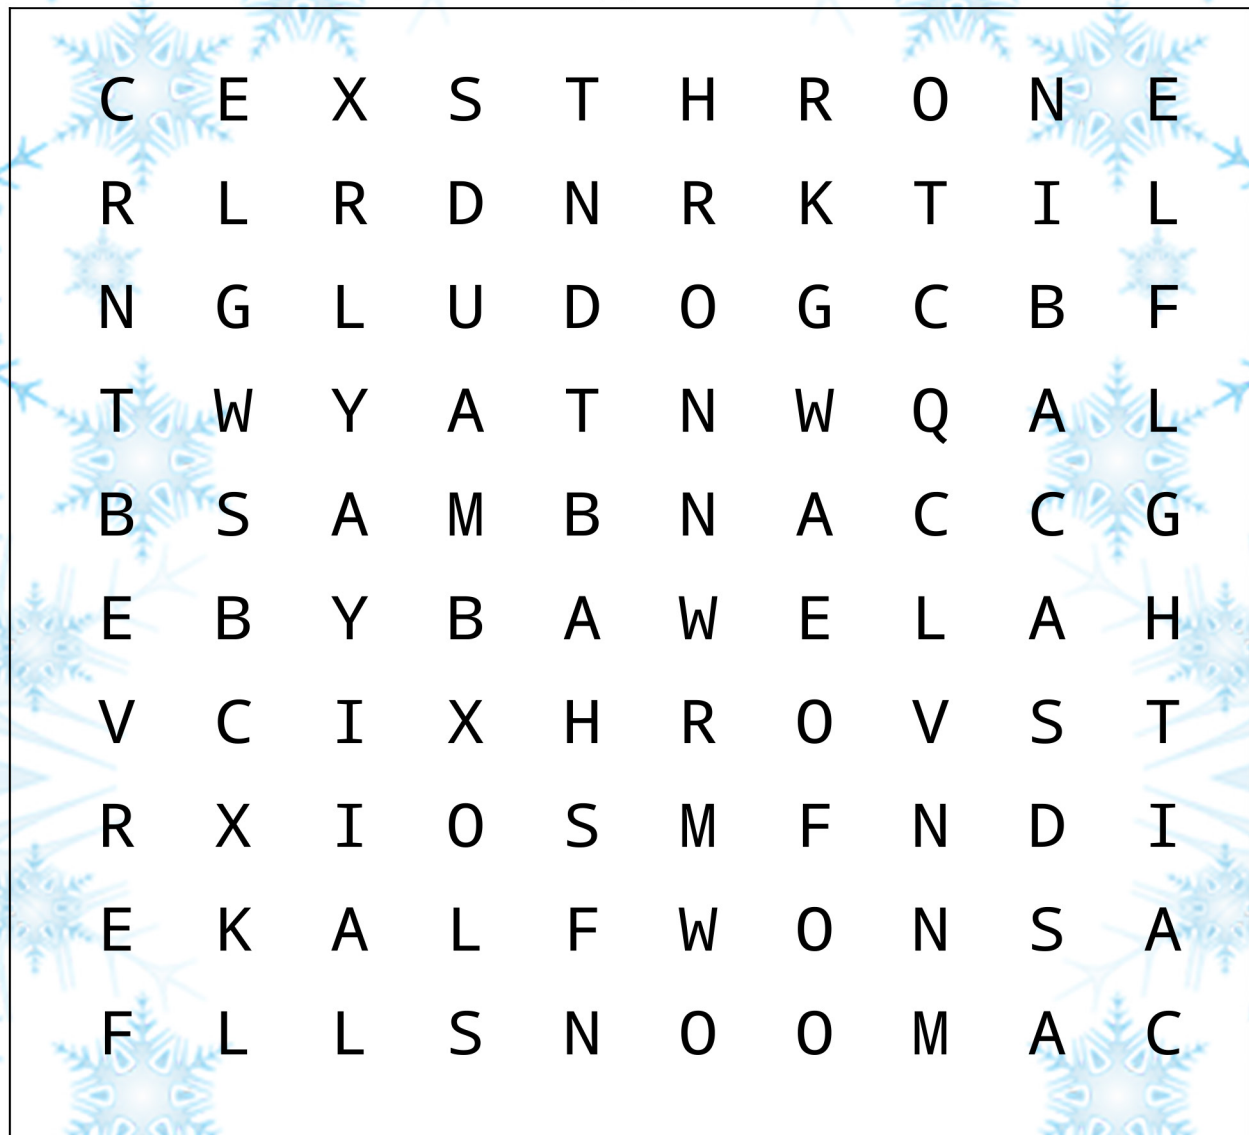 C E X S T H R O N E
R L R D N R K T I L
N G L U D O G C B F
T W Y A T N W Q A L
B S A M B N A C C G
E B Y B A W E L A H
V C I X H R O V S T
R X I O S M F N D I
E K A L F W O N S A
F L L S N O O M A C